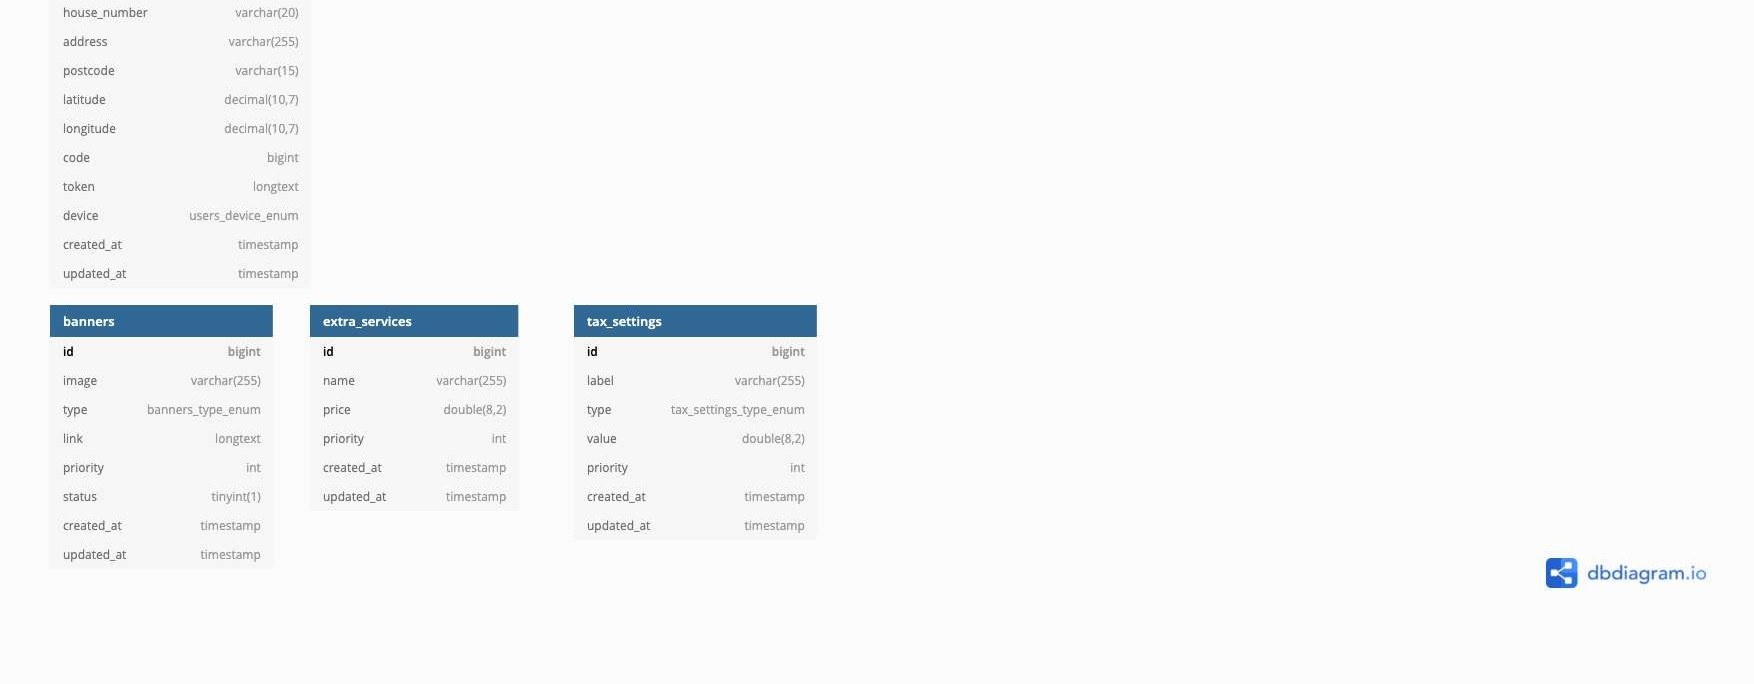 house_number varchar(20)
address varchar(255)
postcode varchar(15)
latitude decimal(10,7)
longitude decimal(10,7)
code bigint
token longtext
device users_device_enum
created_at timestamp
updated_at timestamp
banners
id bigint
image varchar(255)
type banners_type_enum
link longtext
priority int
status tinyint(1)
created_at timestamp
updated_at timestamp
extra_services
id bigint
name varchar(255)
price double(8,2)
priority int
created_at timestamp
updated_at timestamp
tax_settings
id bigint
label varchar(255)
type tax_settings_type_enum
value double(8,2)
priority int
created_at timestamp
updated_at timestamp
dbdiagram.io